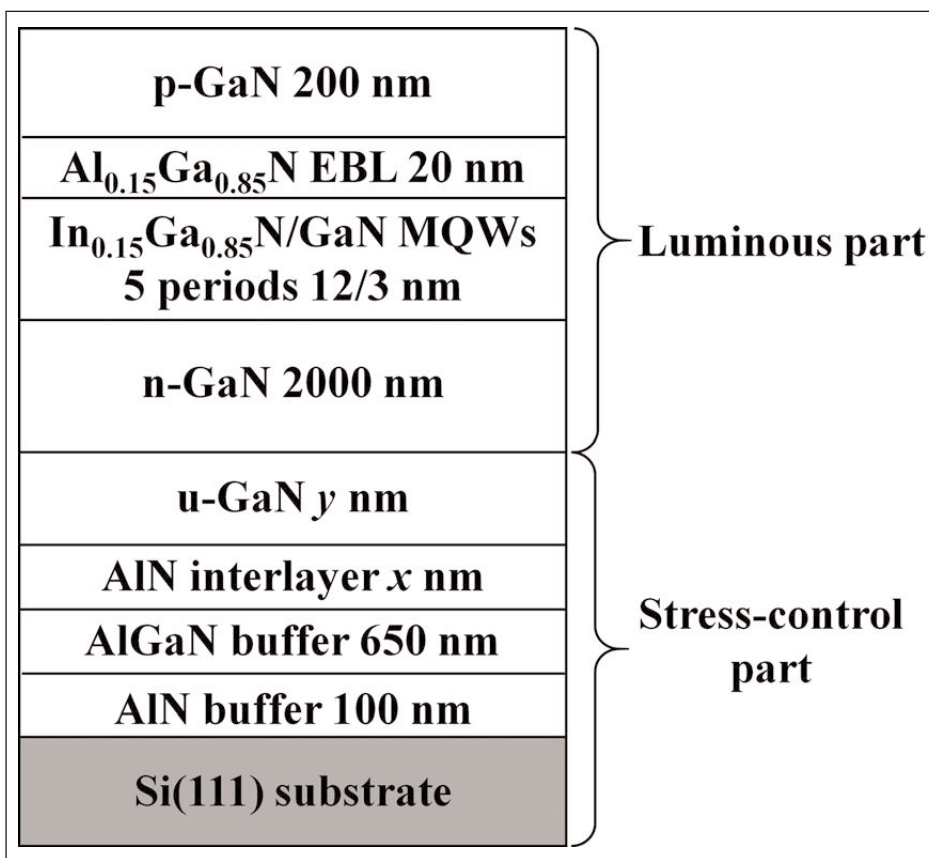 p-GaN 200 nm
Al₀.₁₅Ga₀.₈₅N EBL 20 nm
In₀.₁₅Ga₀.₈₅N/GaN MQWs
5 periods 12/3 nm
Luminous part
n-GaN 2000 nm
u-GaN y nm
AlN interlayer x nm
AlGaN buffer 650 nm
Stress-control
part
AlN buffer 100 nm
Si(111) substrate